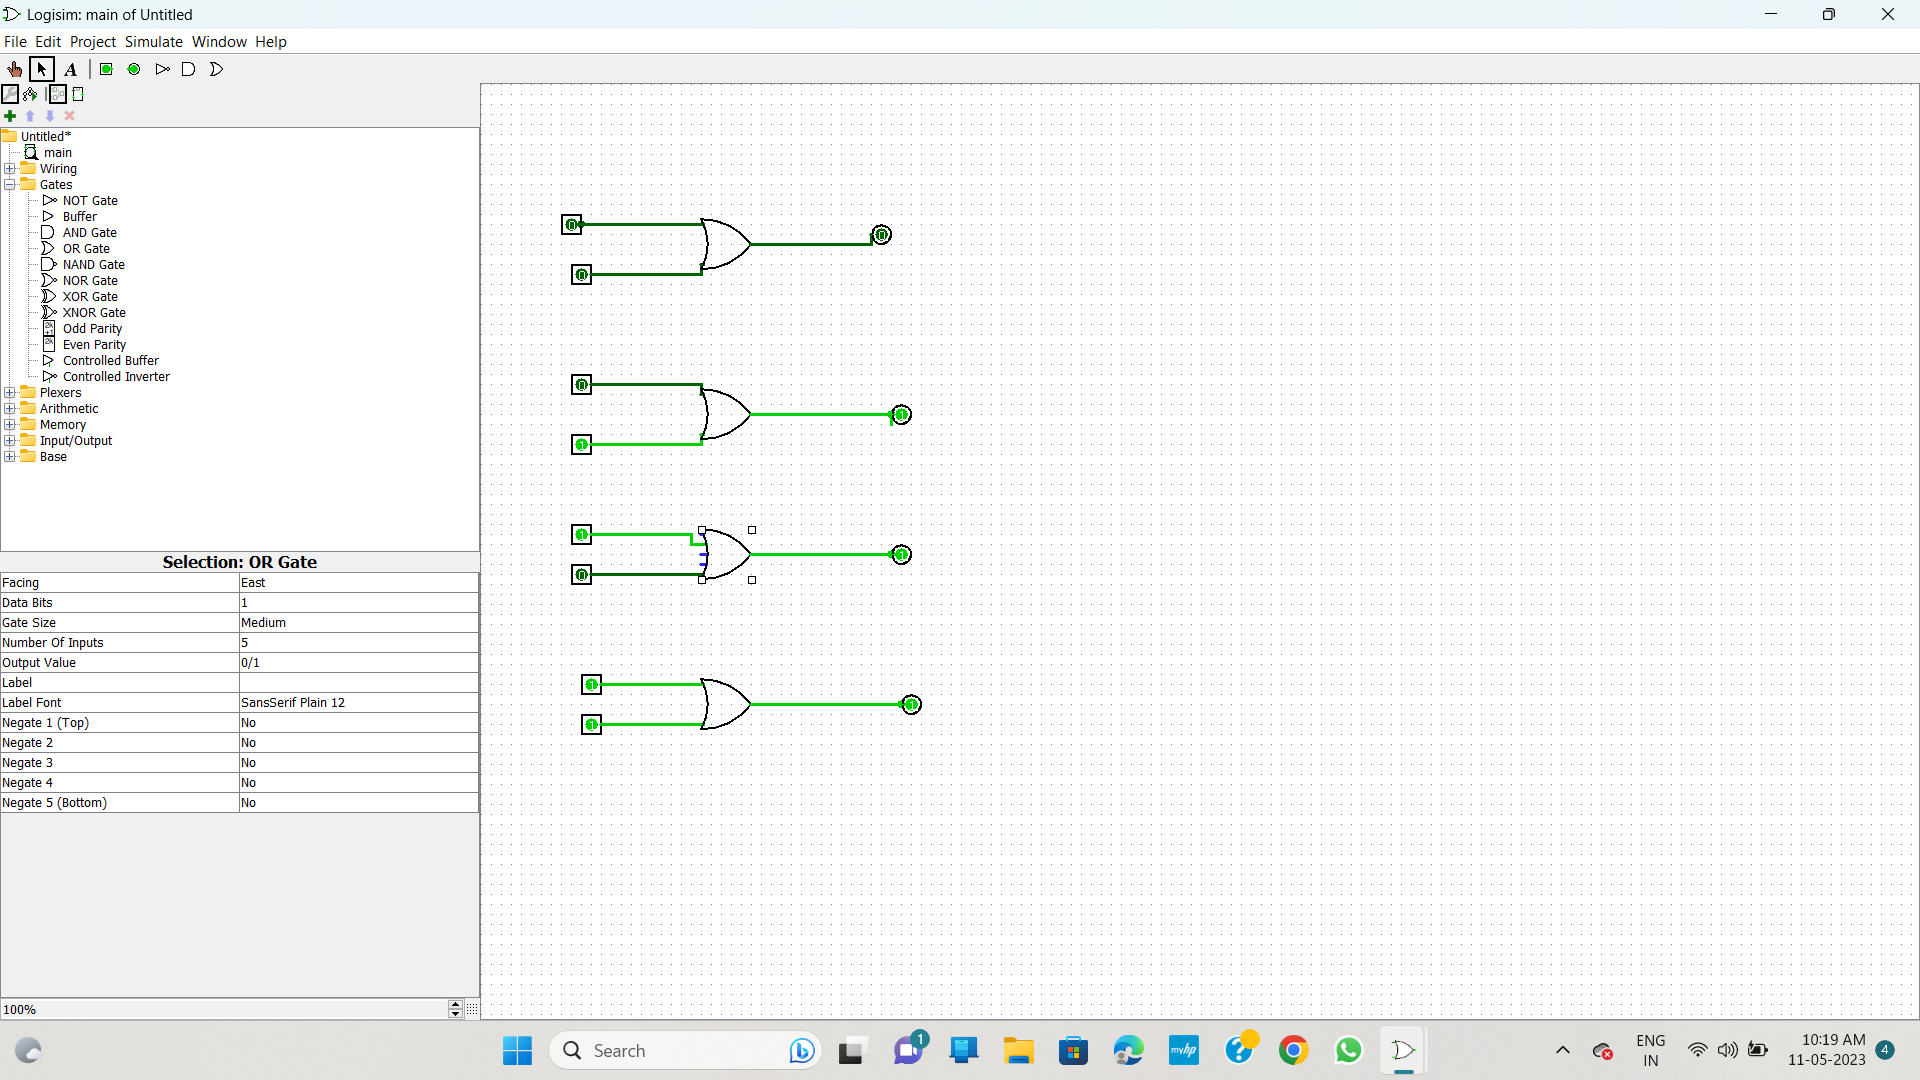 Logisim: main of Untitled
File Edit Project Simulate Window Help
A
Untitled*
main
Wiring
Gates
NOT Gate
Buffer
AND Gate
OR Gate
NAND Gate
NOR Gate
XOR Gate
XNOR Gate
Odd Parity
Even Parity
Controlled Buffer
Controlled Inverter
Plexers
Arithmetic
Memory
Input/Output
Base
Selection: OR Gate
Facing East
Data Bits 1
Gate Size Medium
Number Of Inputs 5
Output Value 0/1
Label
Label Font SansSerif Plain 12
Negate 1 (Top) No
Negate 2 No
Negate 3 No
Negate 4 No
Negate 5 (Bottom) No
100%
0 0
0
0
1 1
1 1
0
1 1
1
Search
1
myhp
ENG
IN
10:19 AM
11-05-2023
4